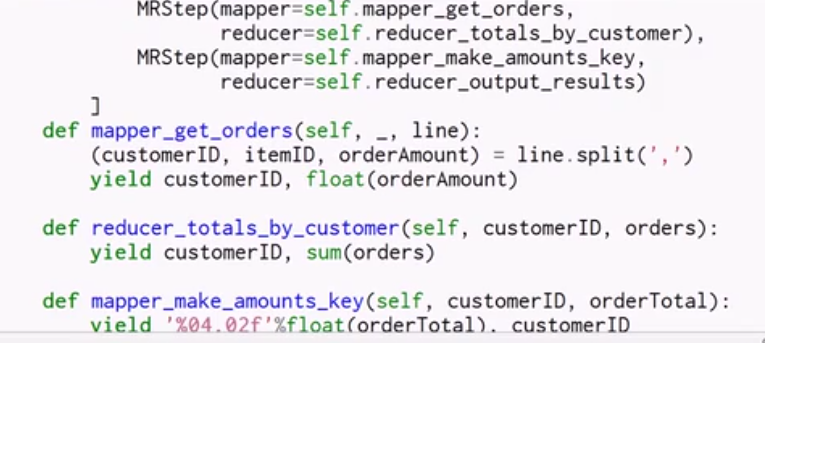 MRStep(mapper=self.mapper_get_orders,
reducer=self.reducer_totals_by_customer),
MRStep(mapper=self.mapper_make_amounts_key,
reducer=self.reducer_output_results)
]
def mapper_get_orders(self, _, line):
(customerID, itemID, orderAmount) = line.split(',')
yield customerID, float(orderAmount)
def reducer_totals_by_customer(self, customerID, orders):
yield customerID, sum(orders)
def mapper_make_amounts_key(self, customerID, orderTotal):
yield '%04.02f'%float(orderTotal), customerID